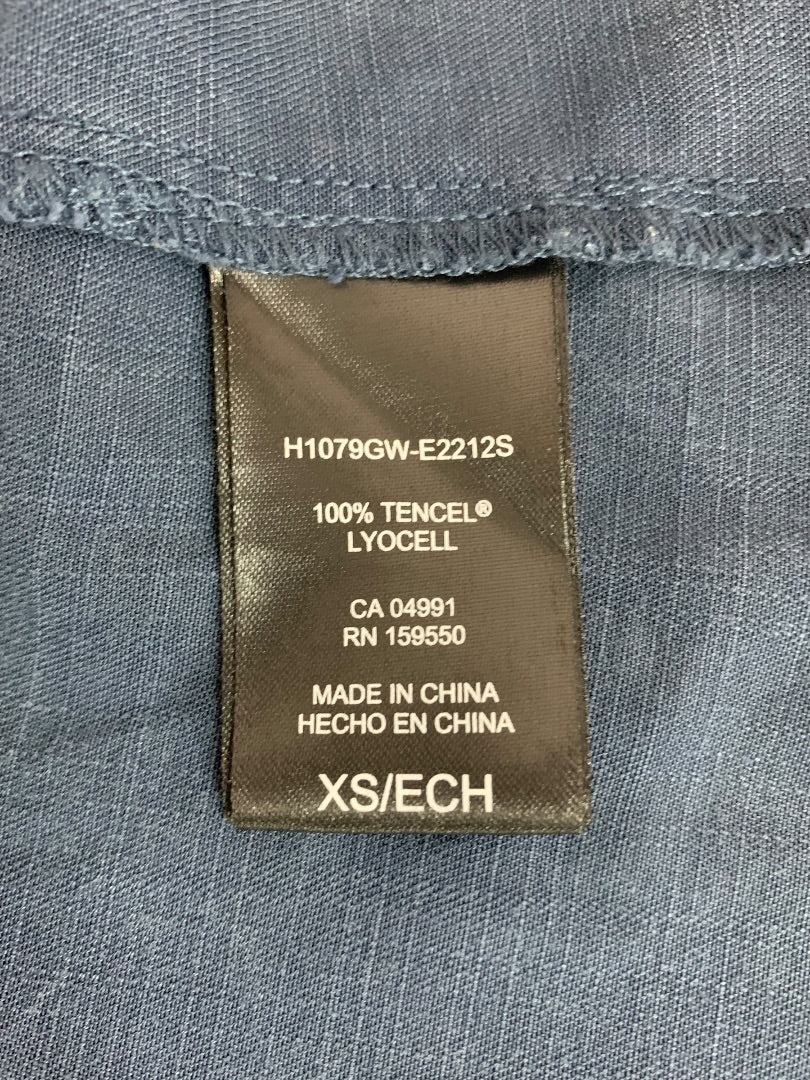 H1079GW-E2212S
100% TENCEL®
LYOCELL
CA 04991
RN 159550
MADE IN CHINA
HECHO EN CHINA
XS/ECH